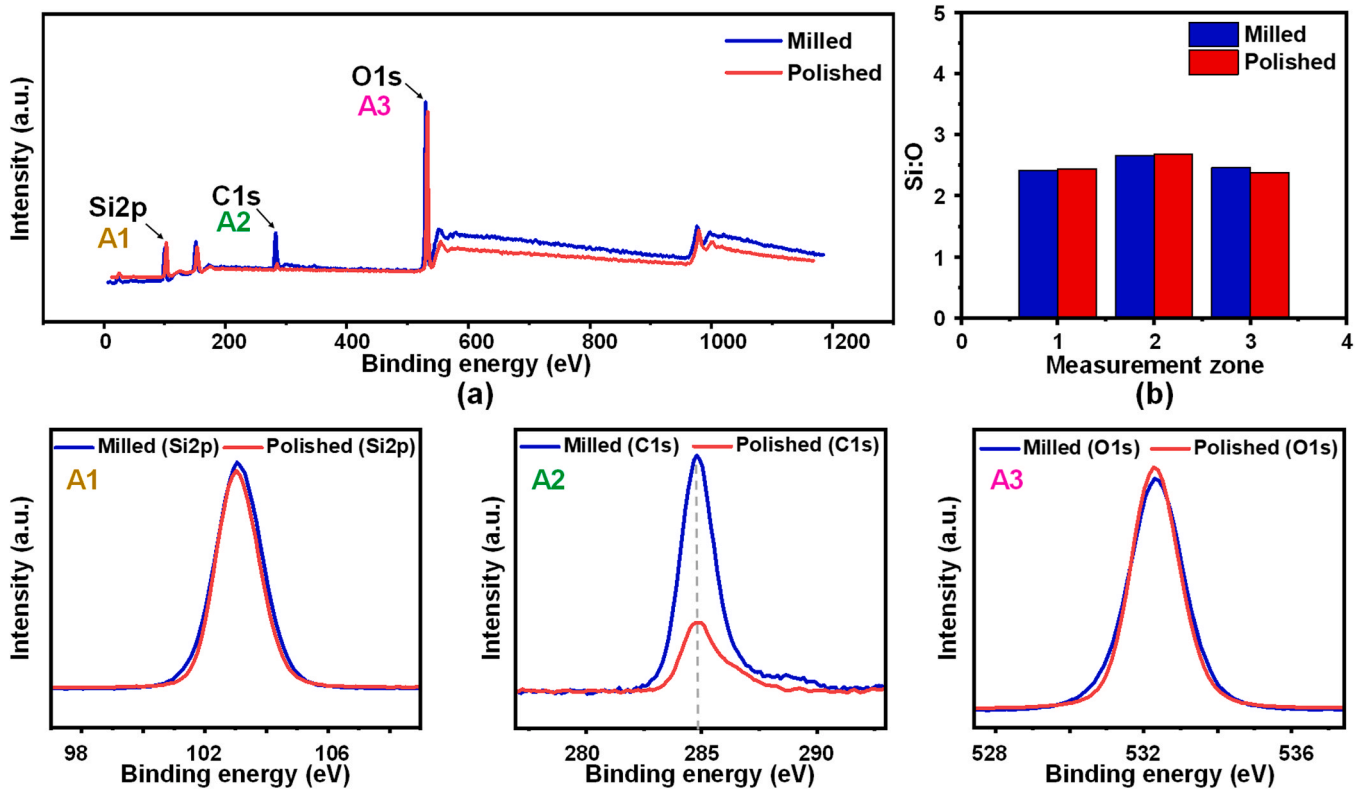 Intensity (a.u.)
Milled
Polished
O1s
A3
Si2p
A1
C1s
A2
0 200 400 600 800 1000 1200
Binding energy (eV)
(a)
Si:O
5
4
3
2
1
0
Milled
Polished
0 1 2 3 4
Measurement zone
(b)
Intensity (a.u.)
Milled (Si2p) Polished (Si2p)
A1
98 102 106
Binding energy (eV)
Intensity (a.u.)
Milled (C1s) Polished (C1s)
A2
280 285 290
Binding energy (eV)
Intensity (a.u.)
Milled (O1s) Polished (O1s)
A3
528 532 536
Binding energy (eV)